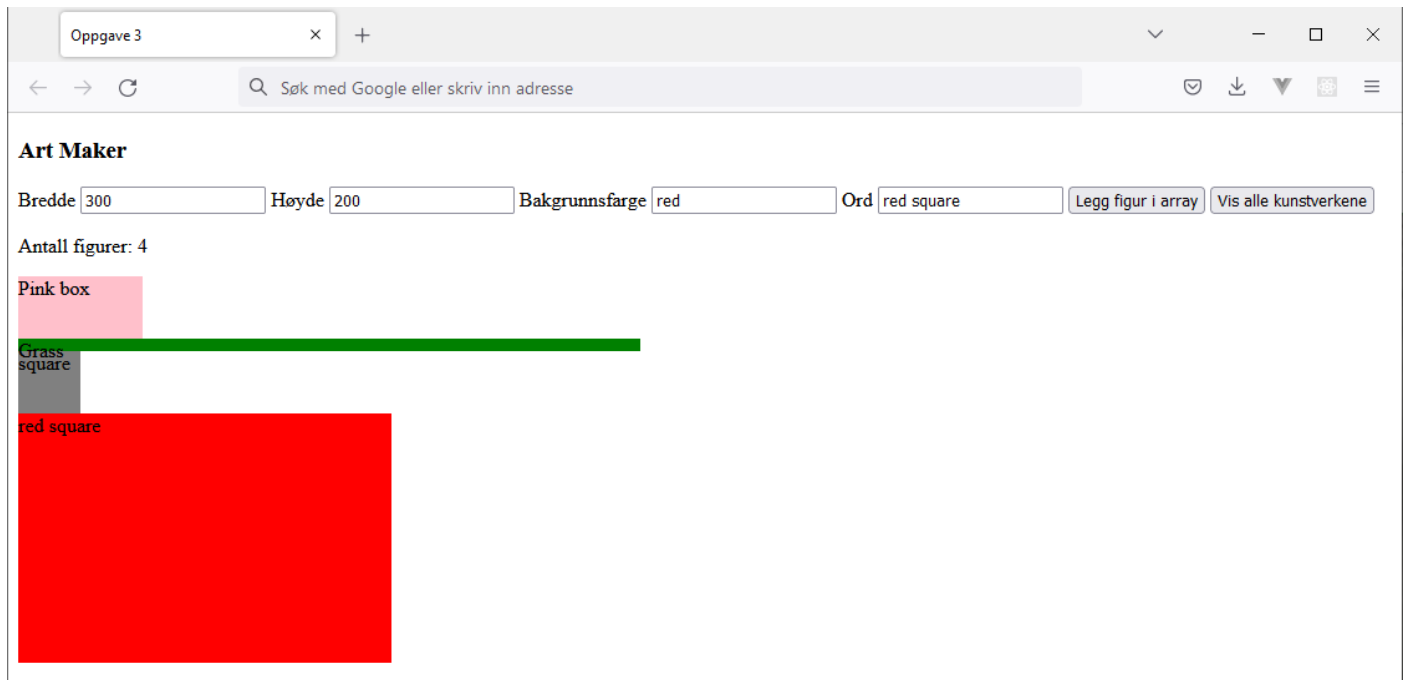 Oppgave 3
Søk med Google eller skriv inn adresse
Art Maker
Bredde 300 Høyde 200 Bakgrunnsfarge red Ord red square Legg figur i array Vis alle kunstverkene
Antall figurer: 4
Pink box
Grass
square
red square